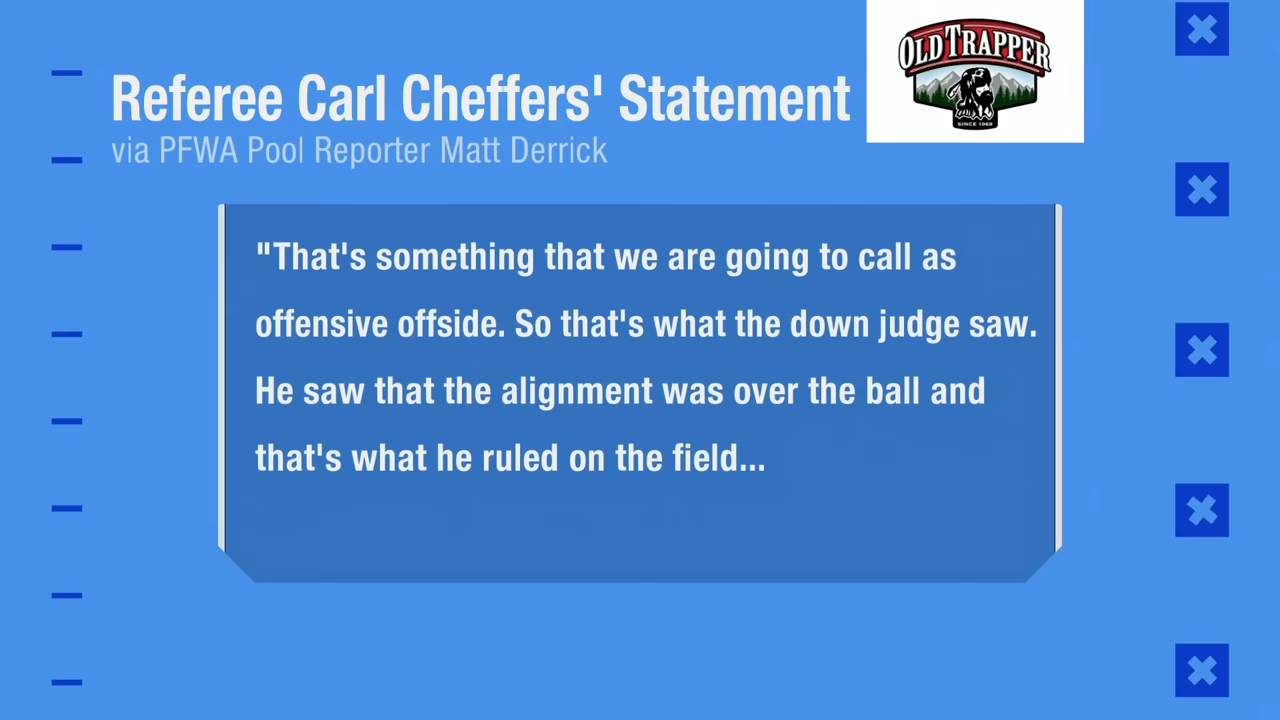 OLD TRAPPER
SINCE 1969
Referee Carl Cheffers' Statement
via PFWA Pool Reporter Matt Derrick
"That's something that we are going to call as
offensive offside. So that's what the down judge saw.
He saw that the alignment was over the ball and
that's what he ruled on the field...